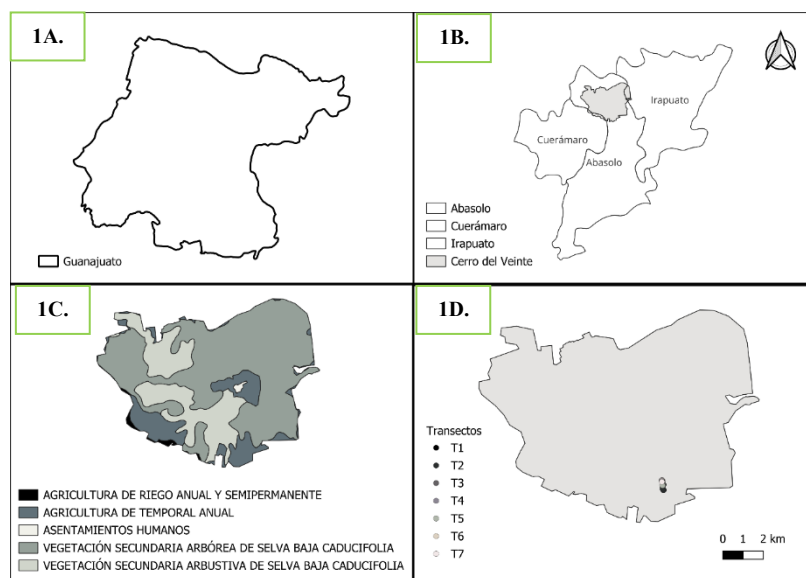 1A.
Guanajuato
1B.
Irapuato
Cuerámaro
Abasolo
Abasolo
Cuerámaro
Irapuato
Cerro del Veinte
1C.
AGRICULTURA DE RIEGO ANUAL Y SEMIPERMANENTE
AGRICULTURA DE TEMPORAL ANUAL
ASENTAMIENTOS HUMANOS
VEGETACIÓN SECUNDARIA ARBÓREA DE SELVA BAJA CADUCIFOLIA
VEGETACIÓN SECUNDARIA ARBUSTIVA DE SELVA BAJA CADUCIFOLIA
1D.
Transectos
T1
T2
T3
T4
T5
T6
T7
0 1 2 km